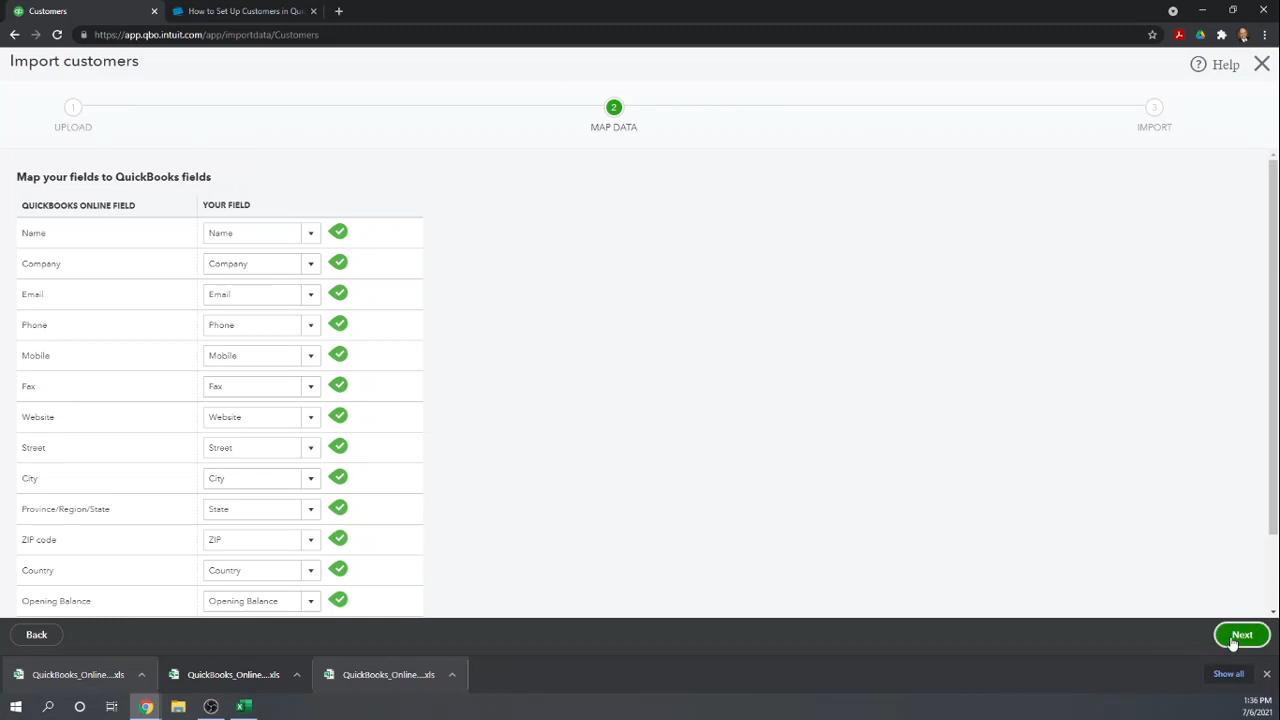 Customers
How to Set Up Customers in Qui
https://app.qbo.intuit.com/app/importdata/Customers
Import customers
? Help
1
2
3
UPLOAD
MAP DATA
IMPORT
Map your fields to QuickBooks fields
QUICKBOOKS ONLINE FIELD YOUR FIELD
Name Name
Company Company
Email Email
Phone Phone
Mobile Mobile
Fax Fax
Website Website
Street Street
City City
Province/Region/State State
ZIP code ZIP
Country Country
Opening Balance Opening Balance
Back
Next
QuickBooks_Online....xls
QuickBooks_Online....xls
QuickBooks_Online....xls
Show all
1:36 PM
7/6/2021